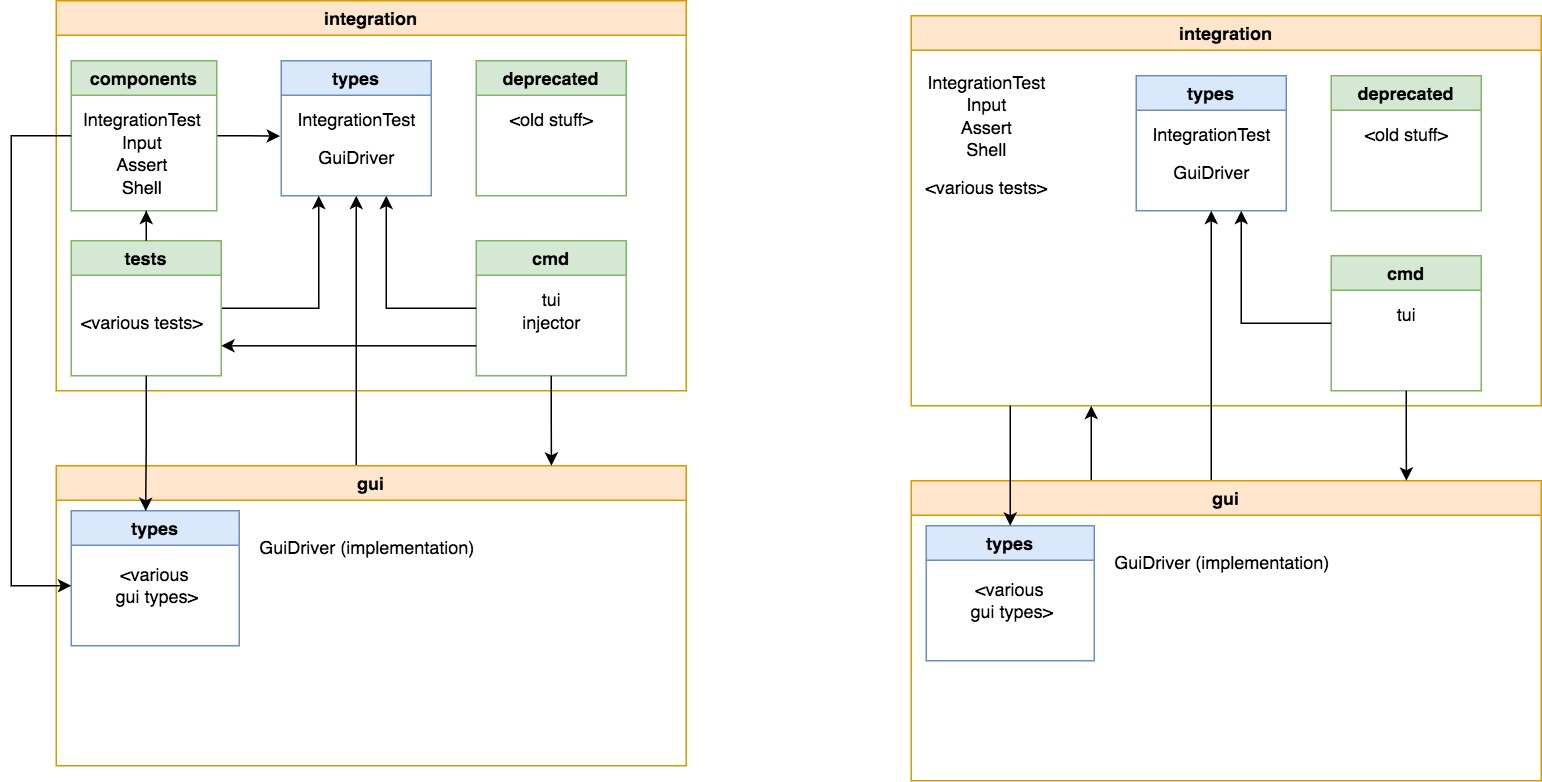 integration
components
IntegrationTest
Input
Assert
Shell
types
IntegrationTest
GuiDriver
deprecated
<old stuff>
tests
<various tests>
cmd
tui
injector
gui
types
<various
gui types>
GuiDriver (implementation)
integration
IntegrationTest
Input
Assert
Shell
<various tests>
types
IntegrationTest
GuiDriver
deprecated
<old stuff>
cmd
tui
gui
types
<various
gui types>
GuiDriver (implementation)